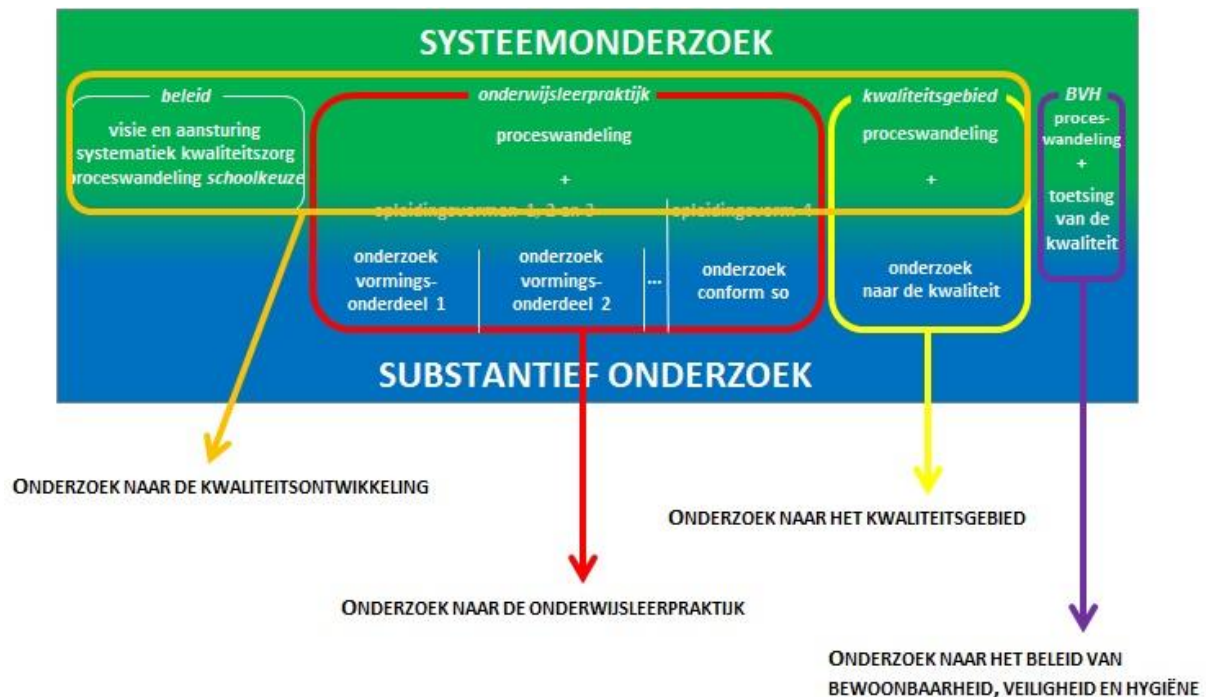 SYSTEEMONDERZOEK
beleid
visie en aansturing
systematiek kwaliteitszorg
proceswandeling schoolkeuze
onderwijsleerpraktijk
proceswandeling
+
opleidingsvormen 1, 2 en 3
opleidingsvorm 4
onderzoek
vormings-
onderdeel 1
onderzoek
vormings-
onderdeel 2
...
onderzoek
conform so
kwaliteitsgebied
proceswandeling
+
onderzoek
naar de kwaliteit
BVH
proces-
wandeling
+
toetsing
van de
kwaliteit
SUBSTANTIEF ONDERZOEK
ONDERZOEK NAAR DE KWALITEITSONTWIKKELING
ONDERZOEK NAAR HET KWALITEITSGEBIED
ONDERZOEK NAAR DE ONDERWIJSLEERPRAKTIJK
ONDERZOEK NAAR HET BELEID VAN
BEWOONBAARHEID, VEILIGHEID EN HYGIËNE